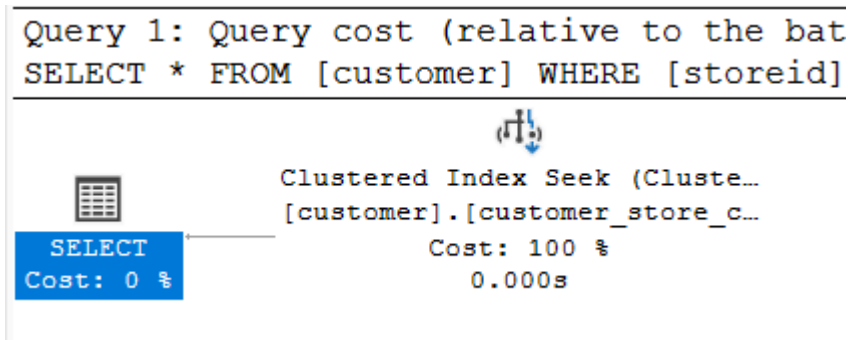 Query 1: Query cost (relative to the bat
SELECT * FROM [customer] WHERE [storeid]
Clustered Index Seek (Cluste…
[customer].[customer_store_c…
Cost: 100 %
0.000s
SELECT
Cost: 0 %